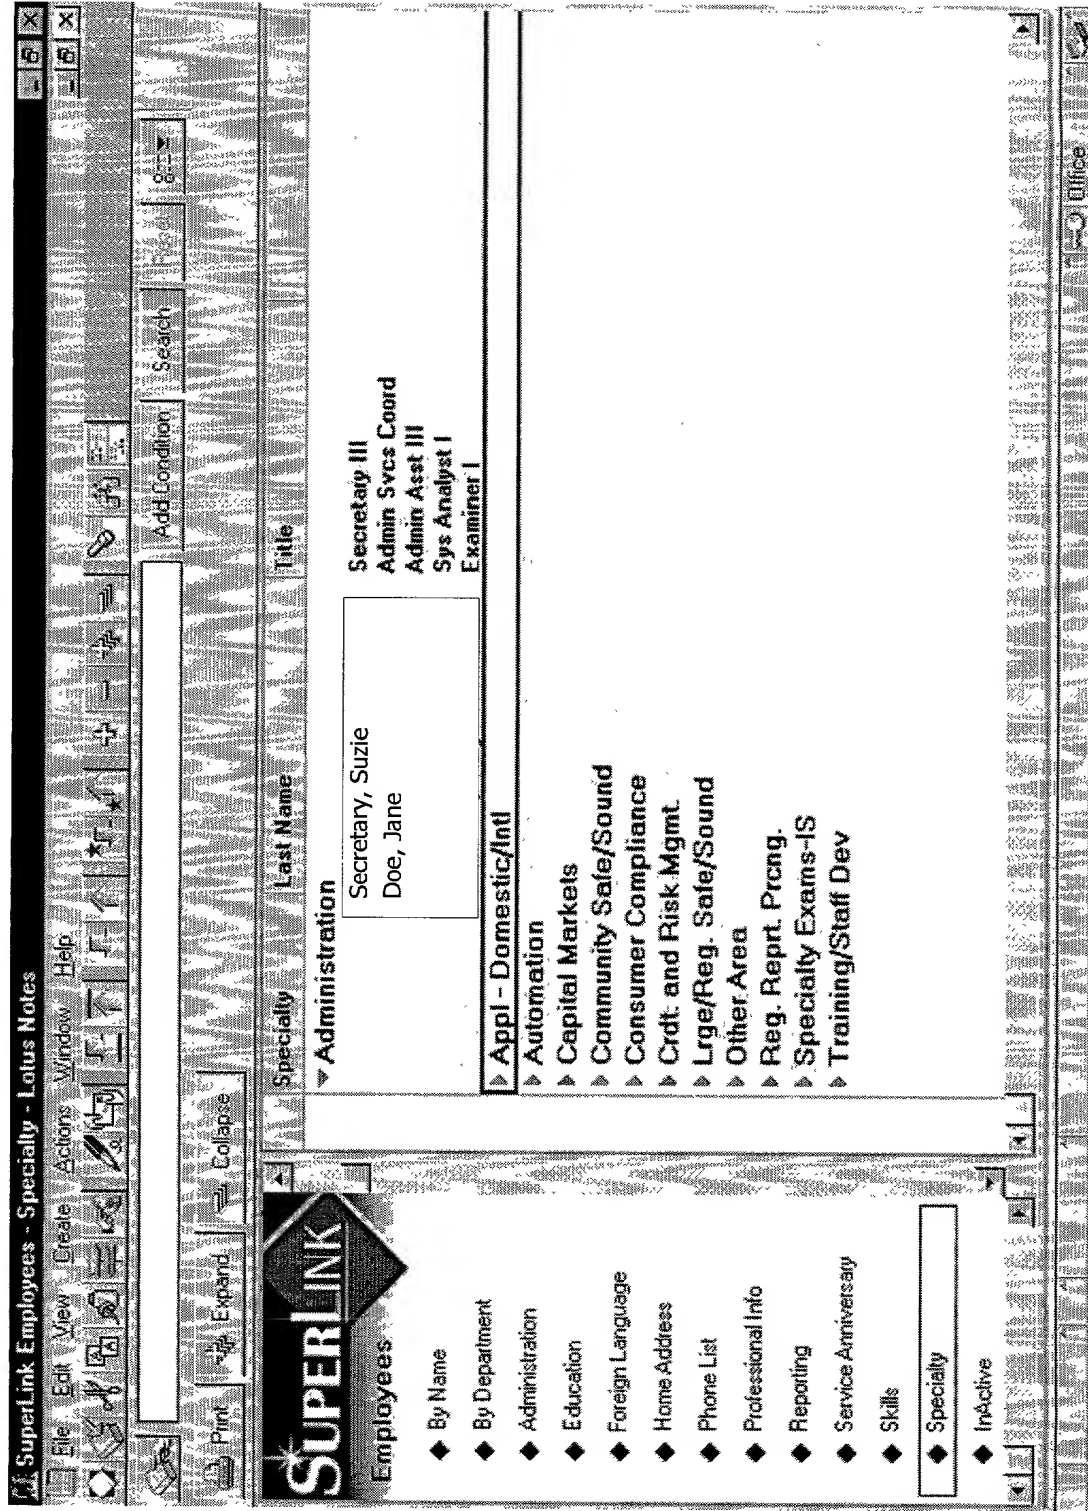 SuperLink Employees - Specialty - Lotus Notes
File Edit View Create Actions Window Help
Add Condition Search
Print Expand Collapse
SUPERLINK
Employees
By Name
By Department
Administration
Education
Foreign Language
Home Address
Phone List
Professional Info
Reporting
Service Anniversary
Skills
Specialty
InActive
Specialty Last Name Title
Administration
Secretary, Suzie Secretary III
Doe, Jane Admin Svcs Coord
Admin Asst III
Sys Analyst I
Examiner I
Appl - Domestic/Intl
Automation
Capital Markets
Community Safe/Sound
Consumer Compliance
Crdt. and Risk Mgmt.
Lrge/Reg. Safe/Sound
Other Area
Reg. Reprt. Prcng.
Specialty Exams-IS
Training/Staff Dev
Office